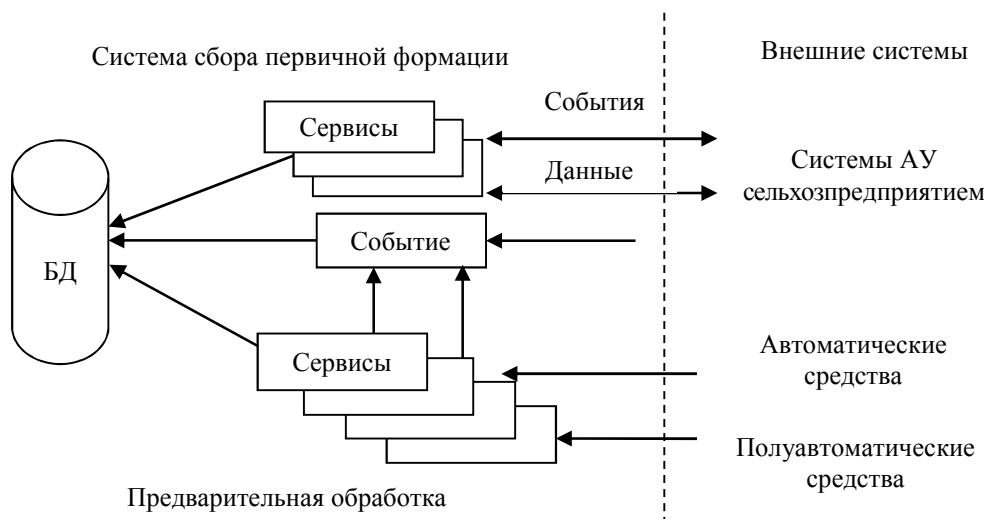 Система сбора первичной формации
Внешние системы
События
Сервисы
Данные
Системы АУ
сельхозпредприятием
Событие
БД
Сервисы
Автоматические
средства
Полуавтоматические
средства
Предварительная обработка